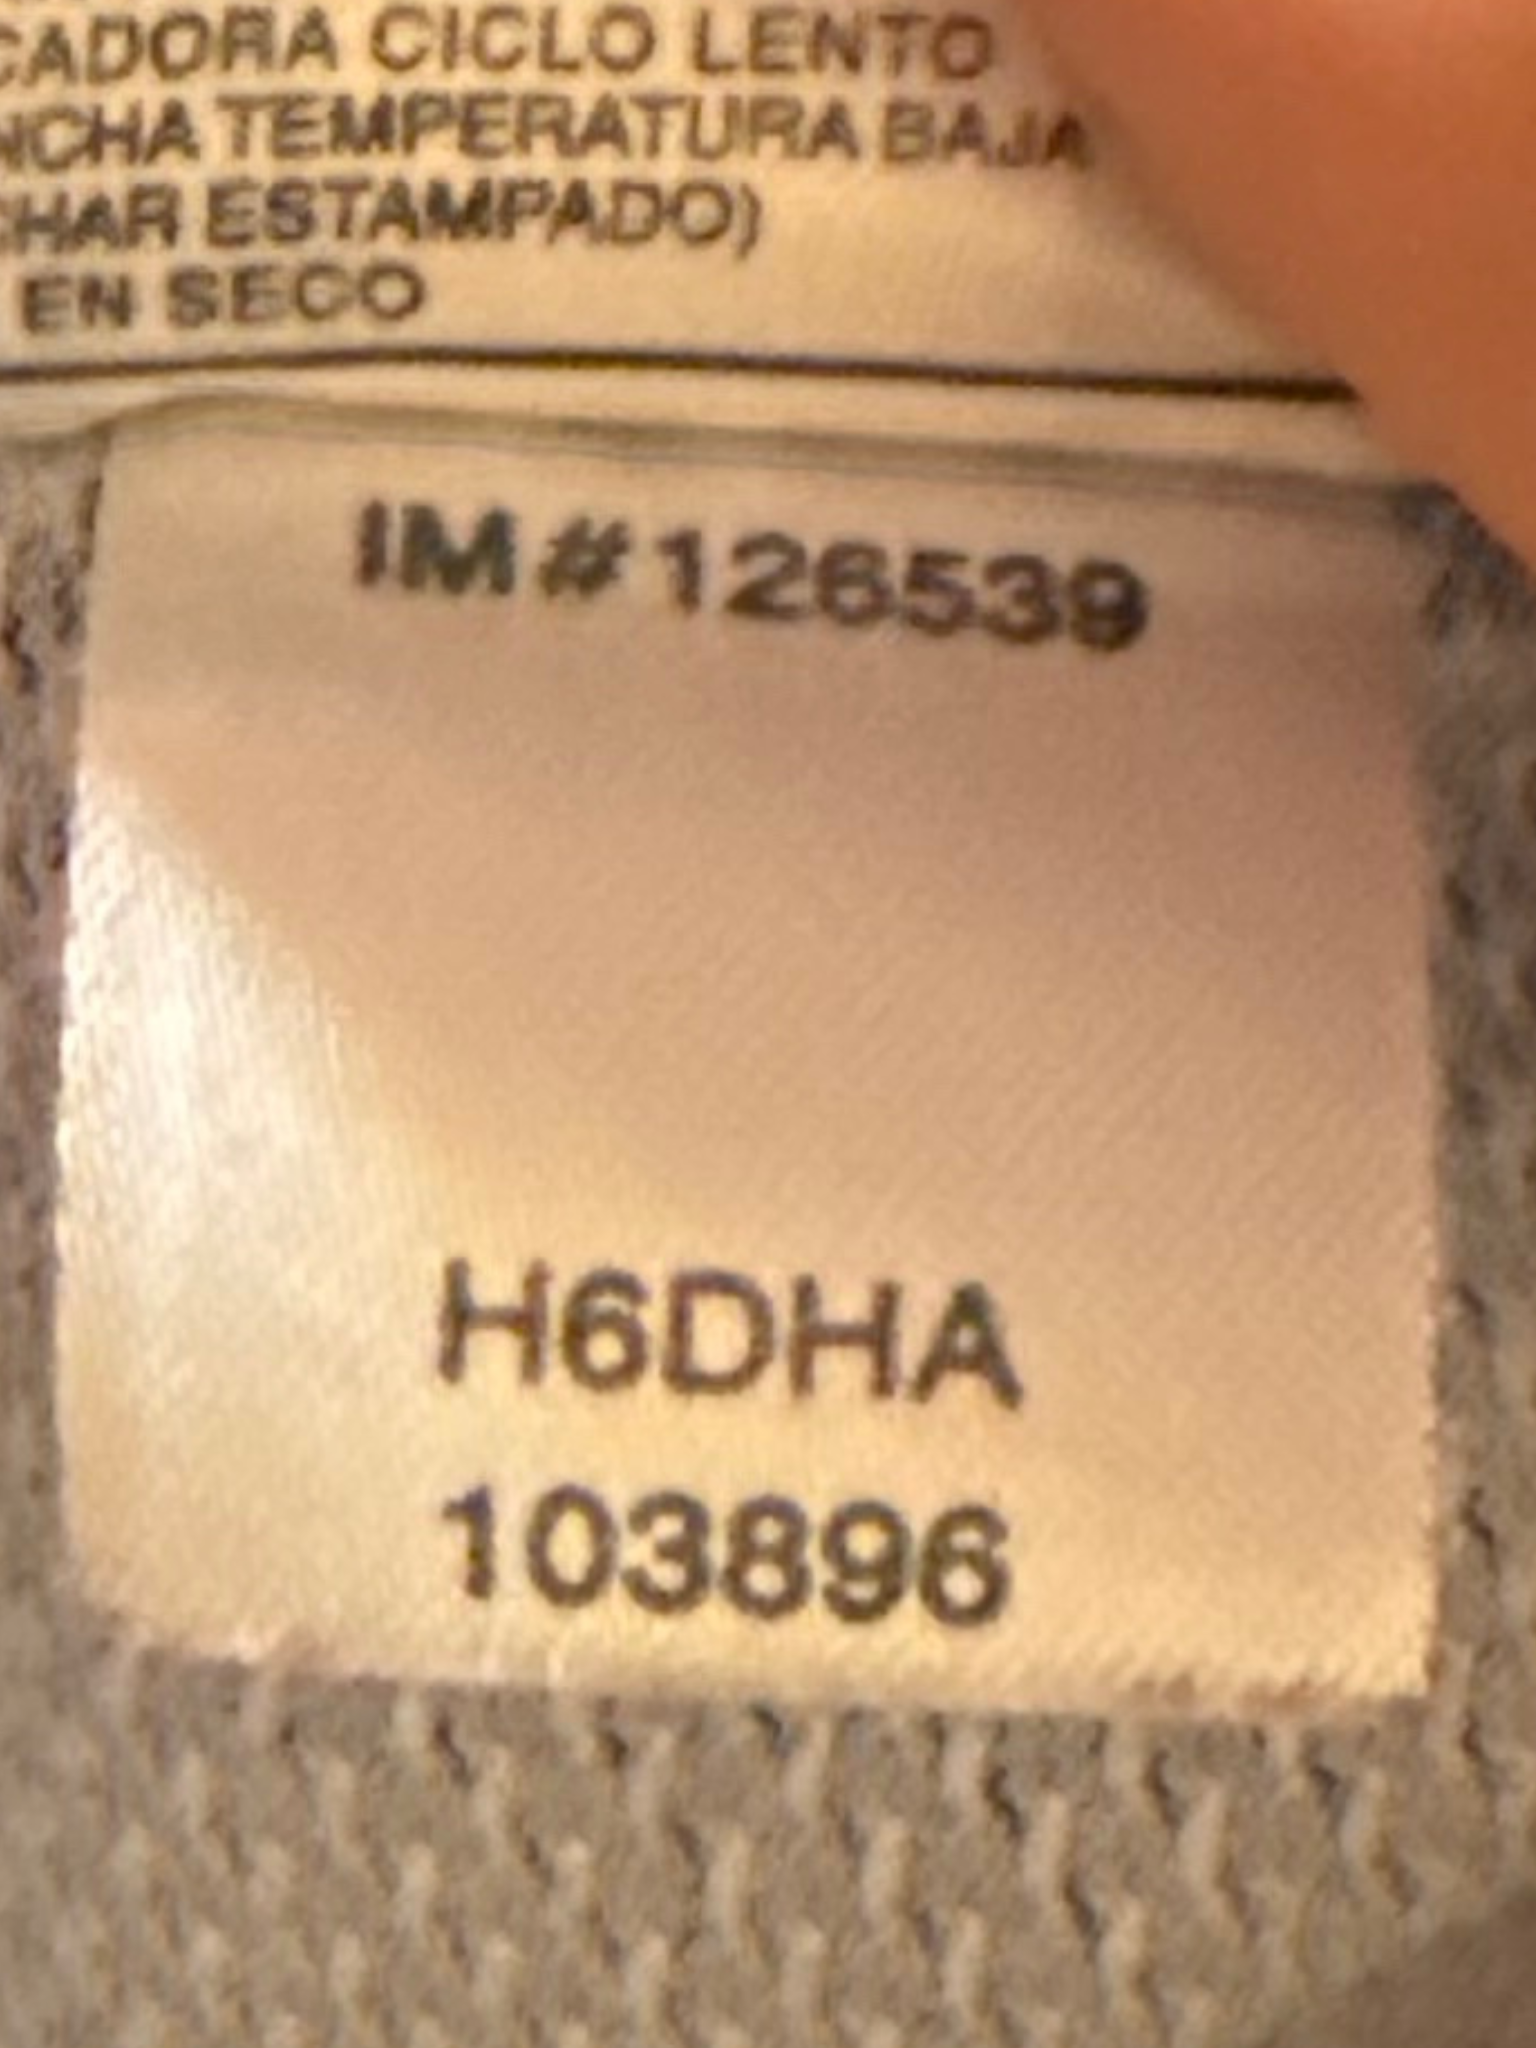 CADORA CICLO LENTO
NCHA TEMPERATURA BAJA
CHAR ESTAMPADO)
EN SECO
IM#126539
H6DHA
103896